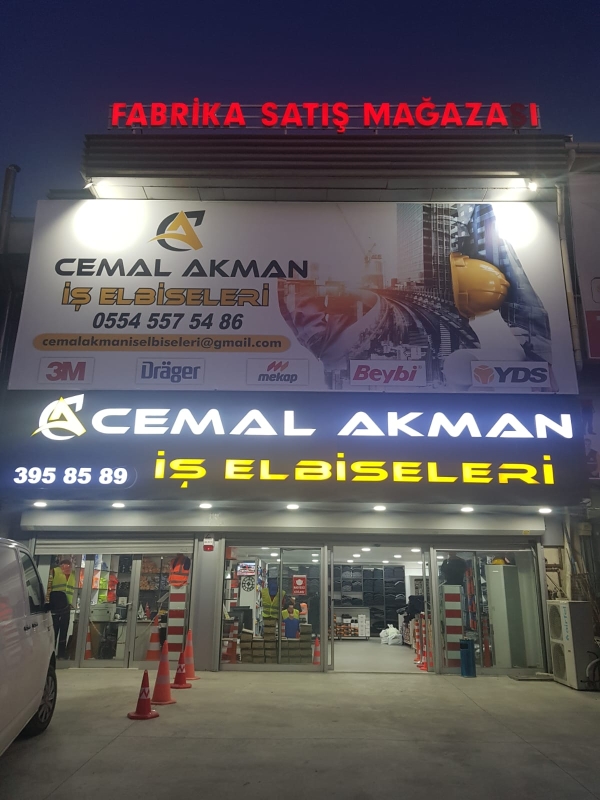 FABRİKA SATIŞ MAĞAZASI
CEMAL AKMAN
İŞ ELBİSELERİ
0554 557 54 86
cemalakmaniselbiseleri@gmail.com
3M Dräger mekap Beybi YDS
CEMAL AKMAN
395 85 89 İŞ ELBİSELERİ